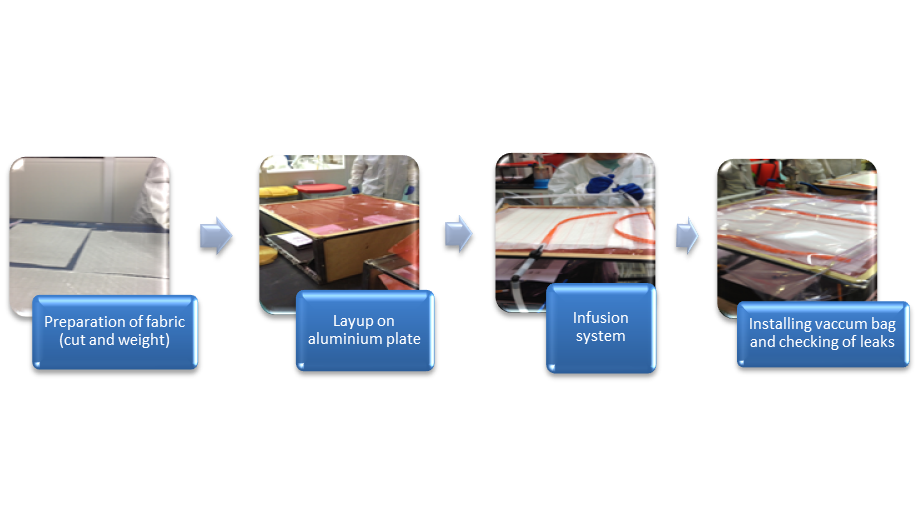 Preparation of fabric
(cut and weight)
Layup on
aluminium plate
Infusion
system
Installing vaccum bag
and checking of leaks